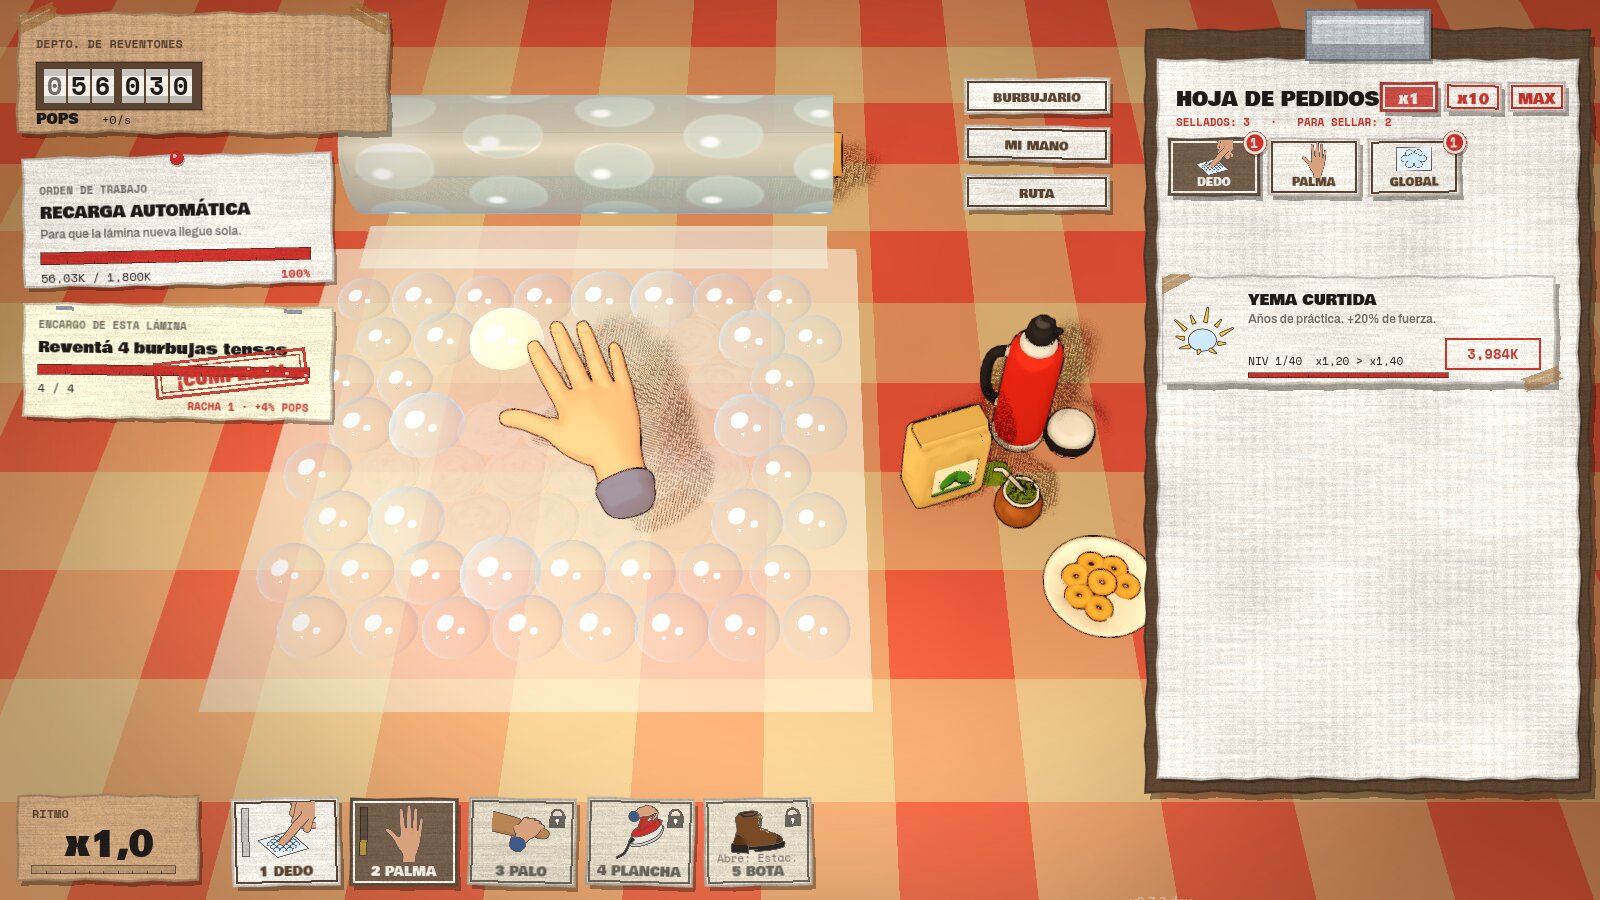 DEPTO. DE REVENTONES
056030
POPS +0/s
ORDEN DE TRABAJO
RECARGA AUTOMÁTICA
Para que la lámina nueva llegue sola.
56,03K / 1,800K 100%
ENCARGO DE ESTA LÁMINA
Reventá 4 burbujas tensas
4 / 4
RACHA 1 · +4% POPS
BURBUJARIO
MI MANO
RUTA
HOJA DE PEDIDOS x1 x10 MAX
SELLADOS: 3 · PARA SELLAR: 2
DEDO 1
PALMA
GLOBAL 1
YEMA CURTIDA
Años de práctica. +20% de fuerza.
NIV 1/40 x1,20 > x1,40
3,984K
RITMO
x1,0
1 DEDO
2 PALMA
3 PALO
4 PLANCHA
Abre: Estac.
5 BOTA